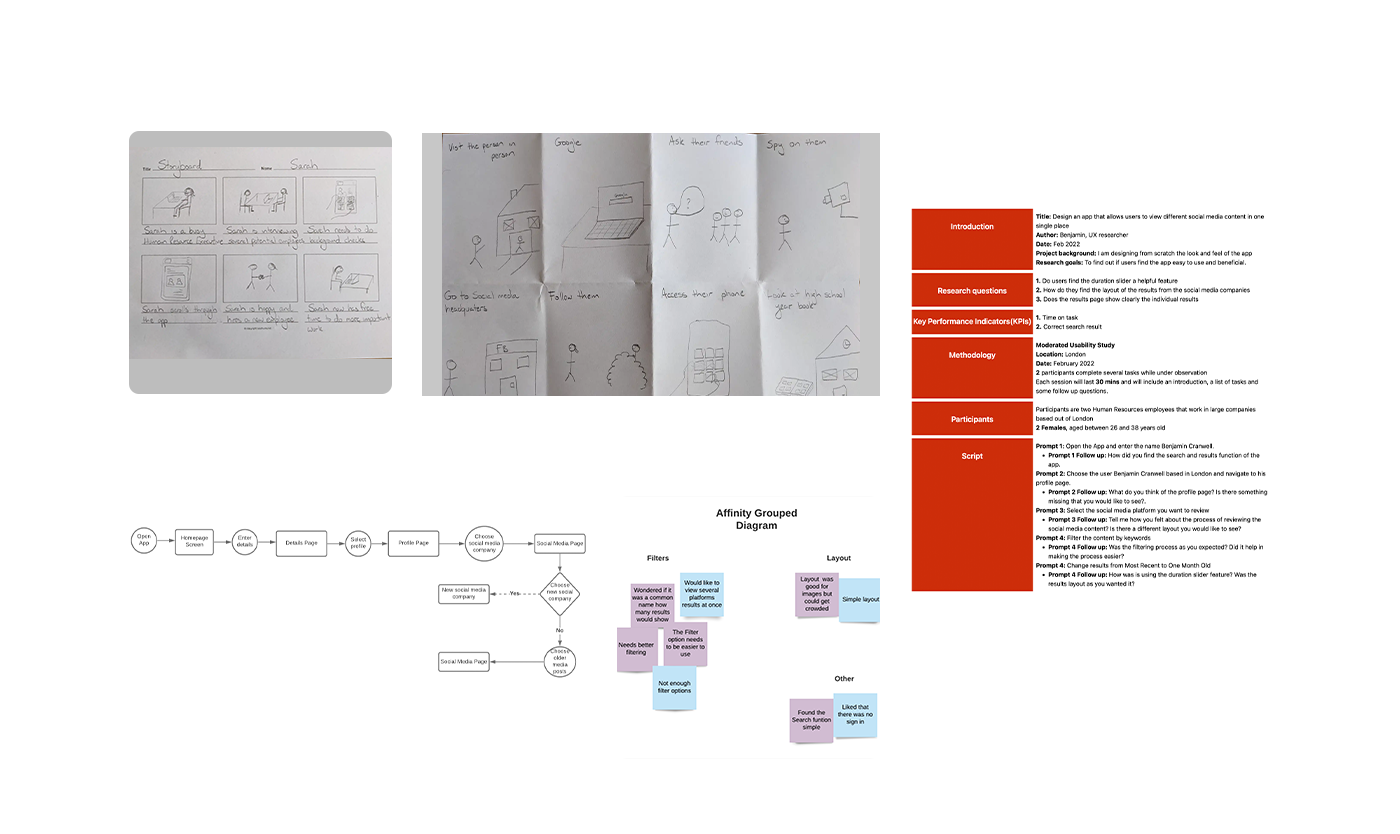 Title Storyboard Name Sarah
Sarah is a busy
Human Resource Executive
Sarah is interviewing
several potential employees
Sarah needs to do
background checks
Sarah scrolls through
the app
Sarah is happy and
hires a new employee
Sarah now has free
time to do more important
work
Visit the person in
person
Google
Ask their friends
Spy on them
Go to Social media
headquaters
Follow them
Access their phone
Look at high school
year book
?
FB
Introduction
Title: Design an app that allows users to view different social media content in one
single place
Author: Benjamin, UX researcher
Date: Feb 2022
Project background: I am designing from scratch the look and feel of the app
Research goals: To find out if users find the app easy to use and beneficial.
Research questions
1. Do users find the duration slider a helpful feature
2. How do they find the layout of the results from the social media companies
3. Does the results page show clearly the individual results
Key Performance Indicators(KPIs)
1. Time on task
2. Correct search result
Methodology
Moderated Usability Study
Location: London
Date: February 2022
2 participants complete several tasks while under observation
Each session will last 30 mins and will include an introduction, a list of tasks and
some follow up questions.
Participants
Participants are two Human Resources employees that work in large companies
based out of London
2 Females, aged between 26 and 38 years old
Script
Prompt 1: Open the App and enter the name Benjamin Cranwell.
• Prompt 1 Follow up: How did you find the search and results function of the
app.
Prompt 2: Choose the user Benjamin Cranwell based in London and navigate to his
profile page.
• Prompt 2 Follow up: What do you think of the profile page? Is there something
missing that you would like to see?.
Prompt 3: Select the social media platform you want to review
• Prompt 3 Follow up: Tell me how you felt about the process of reviewing the
social media content? Is there a different layout you would like to see?
Prompt 4: Filter the content by keywords
• Prompt 4 Follow up: Was the filtering process as you expected? Did it help in
making the process easier?
Prompt 4: Change results from Most Recent to One Month Old
• Prompt 4 Follow up: How was is using the duration slider feature? Was the
results layout as you wanted it?
Open
App
Homepage
Screen
Enter
details
Details Page
Select
profile
Profile Page
Choose
social media
company
Social Media Page
Choose
new social
company
Yes
New social media
company
No
Choose
older
media
posts
Social Media Page
Affinity Grouped
Diagram
Filters
Wondered if it
was a common
name how
many results
would show
Would like to
view several
platforms
results at once
Needs better
filtering
The Filter
option needs
to be easier to
use
Not enough
filter options
Layout
Layout was
good for
images but
could get
crowded
Simple layout
Other
Found the
Search funtion
simple
Liked that
there was no
sign in